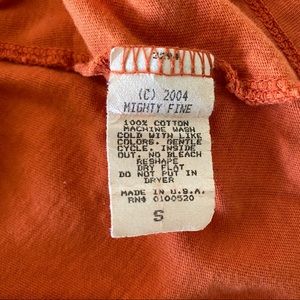 (C) 2004
MIGHTY FINE
100% COTTON
MACHINE WASH
COLD WITH LIKE
COLORS. GENTLE
CYCLE. INSIDE
OUT. NO BLEACH
RESHAPE
DRY FLAT
DO NOT PUT IN
DRYER
MADE IN U.S.A.
RN# 0100520
S